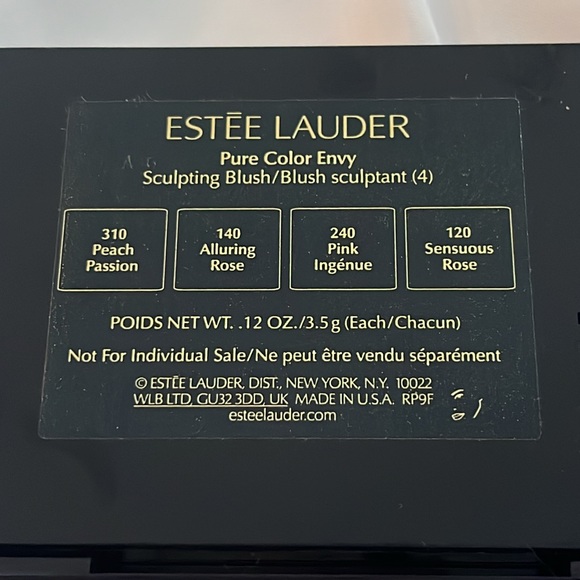 ESTĒE LAUDER
Pure Color Envy
Sculpting Blush/Blush sculptant (4)
310
Peach
Passion
140
Alluring
Rose
240
Pink
Ingénue
120
Sensuous
Rose
POIDS NET WT. .12 OZ./3.5g (Each/Chacun)
Not For Individual Sale/Ne peut être vendu séparément
© ESTĒE LAUDER, DIST., NEW YORK, N.Y. 10022
WLB LTD, GU32 3DD, UK MADE IN U.S.A. RP9F
esteelauder.com